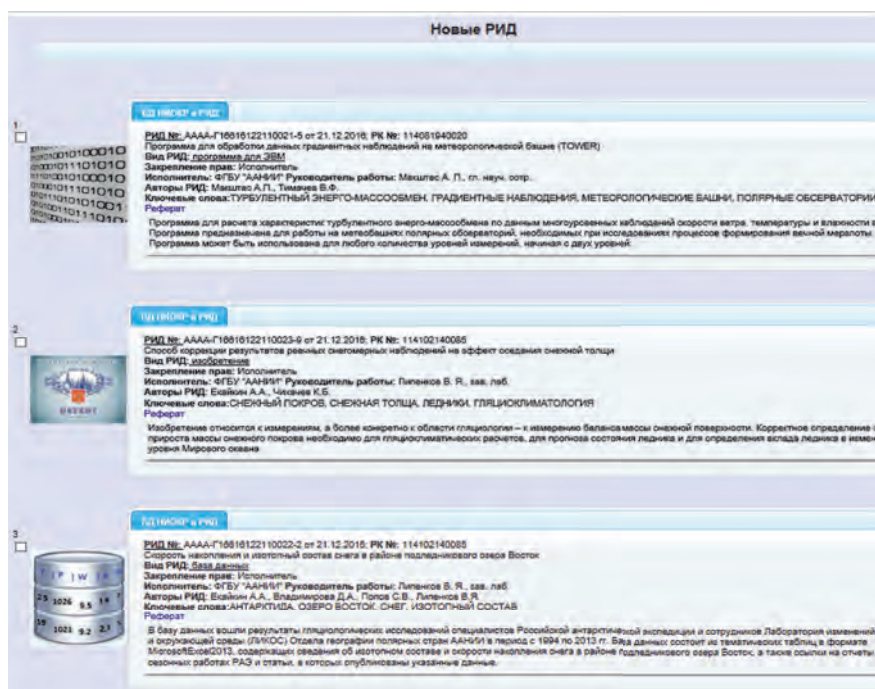 Новые РИД
1
БД НИОКР и РИД
РИД №: АААА-Г16616122110021-5 от 21.12.2016; РК №: 114081940020
Программа для обработки данных градиентных наблюдений на метеорологической башне (TOWER)
Вид РИД: программа для ЭВМ
Закрепление прав: Исполнитель
Исполнитель: ФГБУ "ААНИИ" Руководитель работы: Макштас А. П., гл. науч. сотр.
Авторы РИД: Макштас А.П., Тимачев В.Ф.
Ключевые слова:ТУРБУЛЕНТНЫЙ ЭНЕРГО-МАССООБМЕН, ГРАДИЕНТНЫЕ НАБЛЮДЕНИЯ, МЕТЕОРОЛОГИЧЕСКИЕ БАШНИ, ПОЛЯРНЫЕ ОБСЕРВАТОРИИ
Реферат
Программа для расчета характеристик турбулентного энерго-массообмена по данным многоуровенных наблюдений скорости ветра, температуры и влажности в
Программа предназначена для работы на метеобашнях полярных обсерваторий, необходимых при исследованиях процессов формирования вечной мерзлоты
Программа может быть использована для любого количества уровней измерений, начиная с двух уровней.
2
БД НИОКР и РИД
РИД №: АААА-Г16616122110023-9 от 21.12.2016; РК №: 114102140085
Способ коррекции результатов реечных снегомерных наблюдений на эффект оседания снежной толщи
Вид РИД: изобретение
Закрепление прав: Исполнитель
Исполнитель: ФГБУ "ААНИИ" Руководитель работы: Липенков В. Я., зав. лаб.
Авторы РИД: Екайкин А.А., Чихачев К.Б.
Ключевые слова:СНЕЖНЫЙ ПОКРОВ, СНЕЖНАЯ ТОЛЩА, ЛЕДНИКИ, ГЛЯЦИОКЛИМАТОЛОГИЯ
Реферат
ПАТЕНТ
Изобретение относится к измерениям, а более конкретно к области гляциологии – к измерению баланса массы снежной поверхности. Корректное определение
прироста массы снежного покрова необходимо для гляциоклиматических расчетов, для прогноза состояния ледника и для определения вклада ледника в измен
уровня Мирового океана
3
БД НИОКР и РИД
РИД №: АААА-Г16616122110022-2 от 21.12.2016; РК №: 114102140085
Скорость накопления и изотопный состав снега в районе подледникового озера Восток
Вид РИД: база данных
Закрепление прав: Исполнитель
Исполнитель: ФГБУ "ААНИИ" Руководитель работы: Липенков В. Я., зав. лаб.
Авторы РИД: Екайкин А.А., Владимирова Д.А., Попов С.В., Липенков В.Я.
Ключевые слова:АНТАРКТИДА, ОЗЕРО ВОСТОК, СНЕГ, ИЗОТОПНЫЙ СОСТАВ
Реферат
В базу данных вошли результаты гляциологических исследований специалистов Российской антарктической экспедиции и сотрудников Лаборатория изменений
и окружающей среды (ЛИКОС) Отдела географии полярных стран ААНИИ в период с 1994 по 2013 гг. База данных состоит из тематических таблиц в формате
MicrosoftExcel2013, содержащих сведения об изотопном составе и скорости накопления снега в районе подледникового озера Восток, а также ссылки на отчеты
сезонных работах РАЭ и статьи, в которых опубликованы указанные данные.